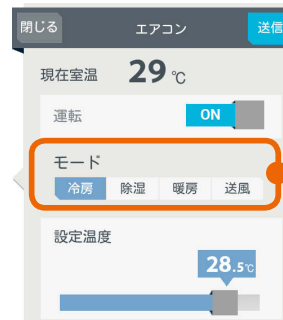 閉じる エアコン 送信
現在室温 29℃
運転 ON
モード
冷房 除湿 暖房 送風
設定温度
28.5℃